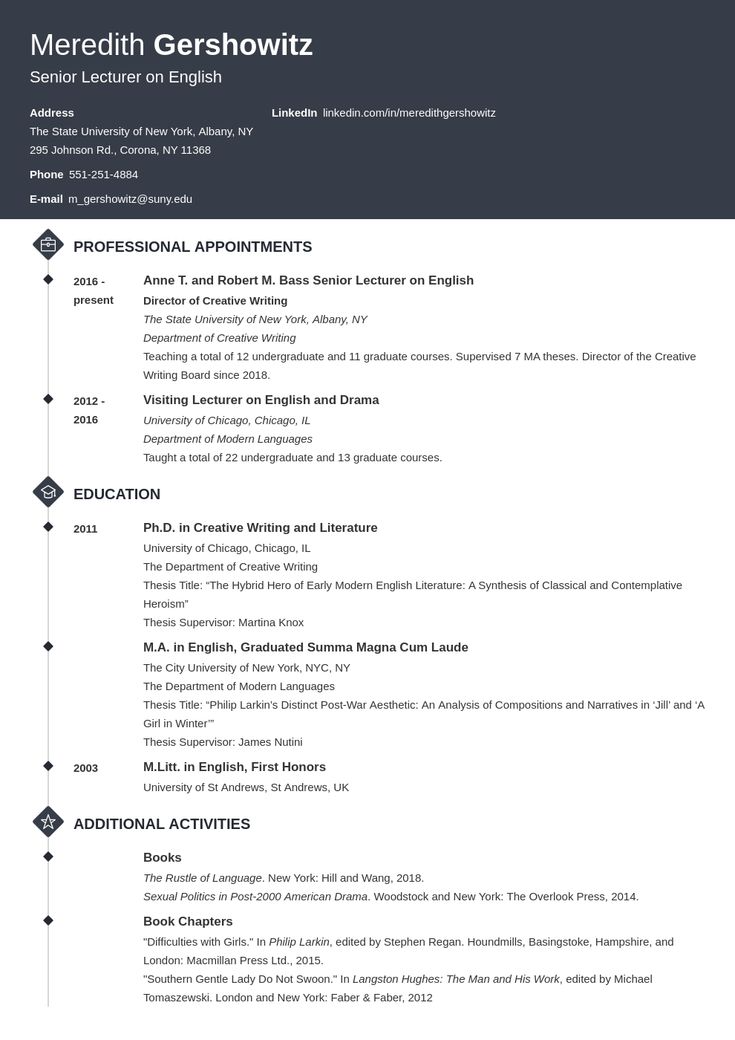 Meredith Gershowitz
Senior Lecturer on English
Address
The State University of New York, Albany, NY
295 Johnson Rd., Corona, NY 11368
Phone 551-251-4884
E-mail m_gershowitz@suny.edu
LinkedIn linkedin.com/in/meredithgershowitz
PROFESSIONAL APPOINTMENTS
2016 -
present
Anne T. and Robert M. Bass Senior Lecturer on English
Director of Creative Writing
The State University of New York, Albany, NY
Department of Creative Writing
Teaching a total of 12 undergraduate and 11 graduate courses. Supervised 7 MA theses. Director of the Creative
Writing Board since 2018.
2012 -
2016
Visiting Lecturer on English and Drama
University of Chicago, Chicago, IL
Department of Modern Languages
Taught a total of 22 undergraduate and 13 graduate courses.
EDUCATION
2011
Ph.D. in Creative Writing and Literature
University of Chicago, Chicago, IL
The Department of Creative Writing
Thesis Title: “The Hybrid Hero of Early Modern English Literature: A Synthesis of Classical and Contemplative
Heroism”
Thesis Supervisor: Martina Knox
M.A. in English, Graduated Summa Magna Cum Laude
The City University of New York, NYC, NY
The Department of Modern Languages
Thesis Title: “Philip Larkin’s Distinct Post-War Aesthetic: An Analysis of Compositions and Narratives in ‘Jill’ and ‘A
Girl in Winter’”
Thesis Supervisor: James Nutini
2003
M.Litt. in English, First Honors
University of St Andrews, St Andrews, UK
ADDITIONAL ACTIVITIES
Books
The Rustle of Language. New York: Hill and Wang, 2018.
Sexual Politics in Post-2000 American Drama. Woodstock and New York: The Overlook Press, 2014.
Book Chapters
"Difficulties with Girls." In Philip Larkin, edited by Stephen Regan. Houndmills, Basingstoke, Hampshire, and
London: Macmillan Press Ltd., 2015.
"Southern Gentle Lady Do Not Swoon." In Langston Hughes: The Man and His Work, edited by Michael
Tomaszewski. London and New York: Faber & Faber, 2012